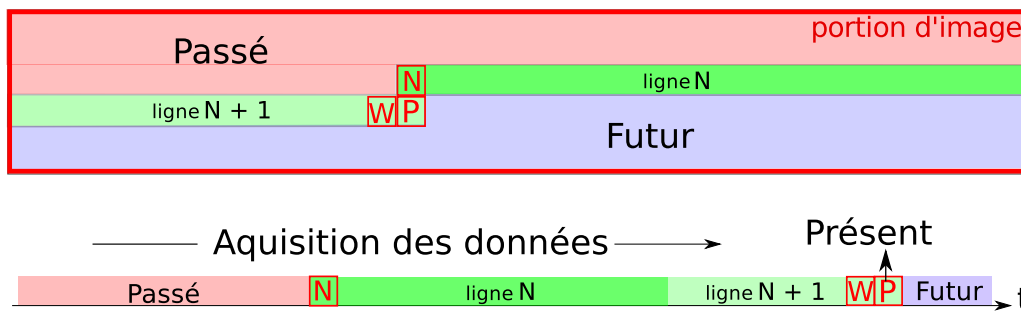 portion d'image
Passé
N ligne N
ligne N + 1 W P
Futur
Aquisition des données
Présent
Passé N ligne N ligne N + 1 W P Futur
t